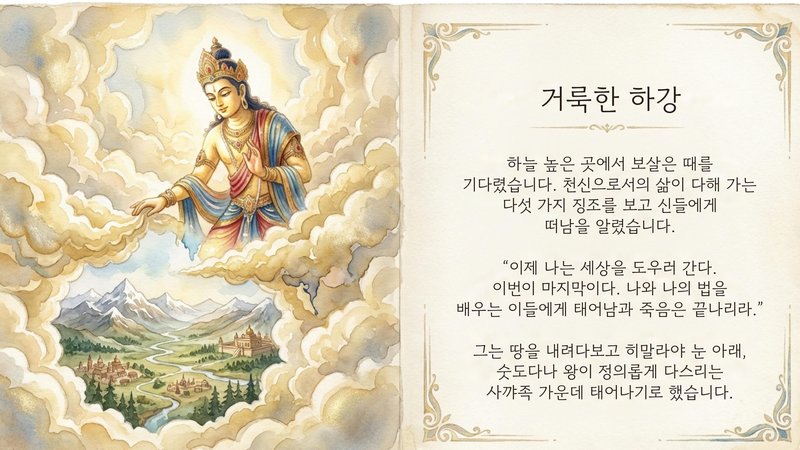 거룩한 하강
하늘 높은 곳에서 보살은 때를
기다렸습니다. 천신으로서의 삶이 다해 가는
다섯 가지 징조를 보고 신들에게
떠남을 알렸습니다.
“이제 나는 세상을 도우러 간다.
이번이 마지막이다. 나와 나의 법을
배우는 이들에게 태어남과 죽음은 끝나리라.”
그는 땅을 내려다보고 히말라야 눈 아래,
숫도다나 왕이 정의롭게 다스리는
사꺄족 가운데 태어나기로 했습니다.